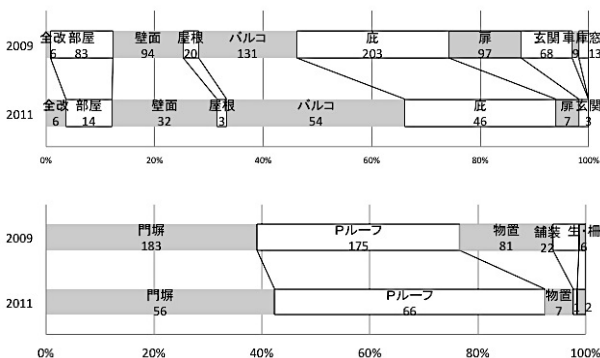 全改 部屋 壁面 屋根 バルコ 庇 扉 玄関 車庫 窓
2009 6 83 94 20 131 203 97 68 9 13
全改 部屋 壁面 屋根 バルコ 庇 扉 玄関
2011 6 14 32 3 54 46 7 3
0% 20% 40% 60% 80% 100%
門塀 Pルーフ 物置 舗装 生・柵
2009 183 175 81 22 6
門塀 Pルーフ 物置
2011 56 66 7 2
0% 20% 40% 60% 80% 100%